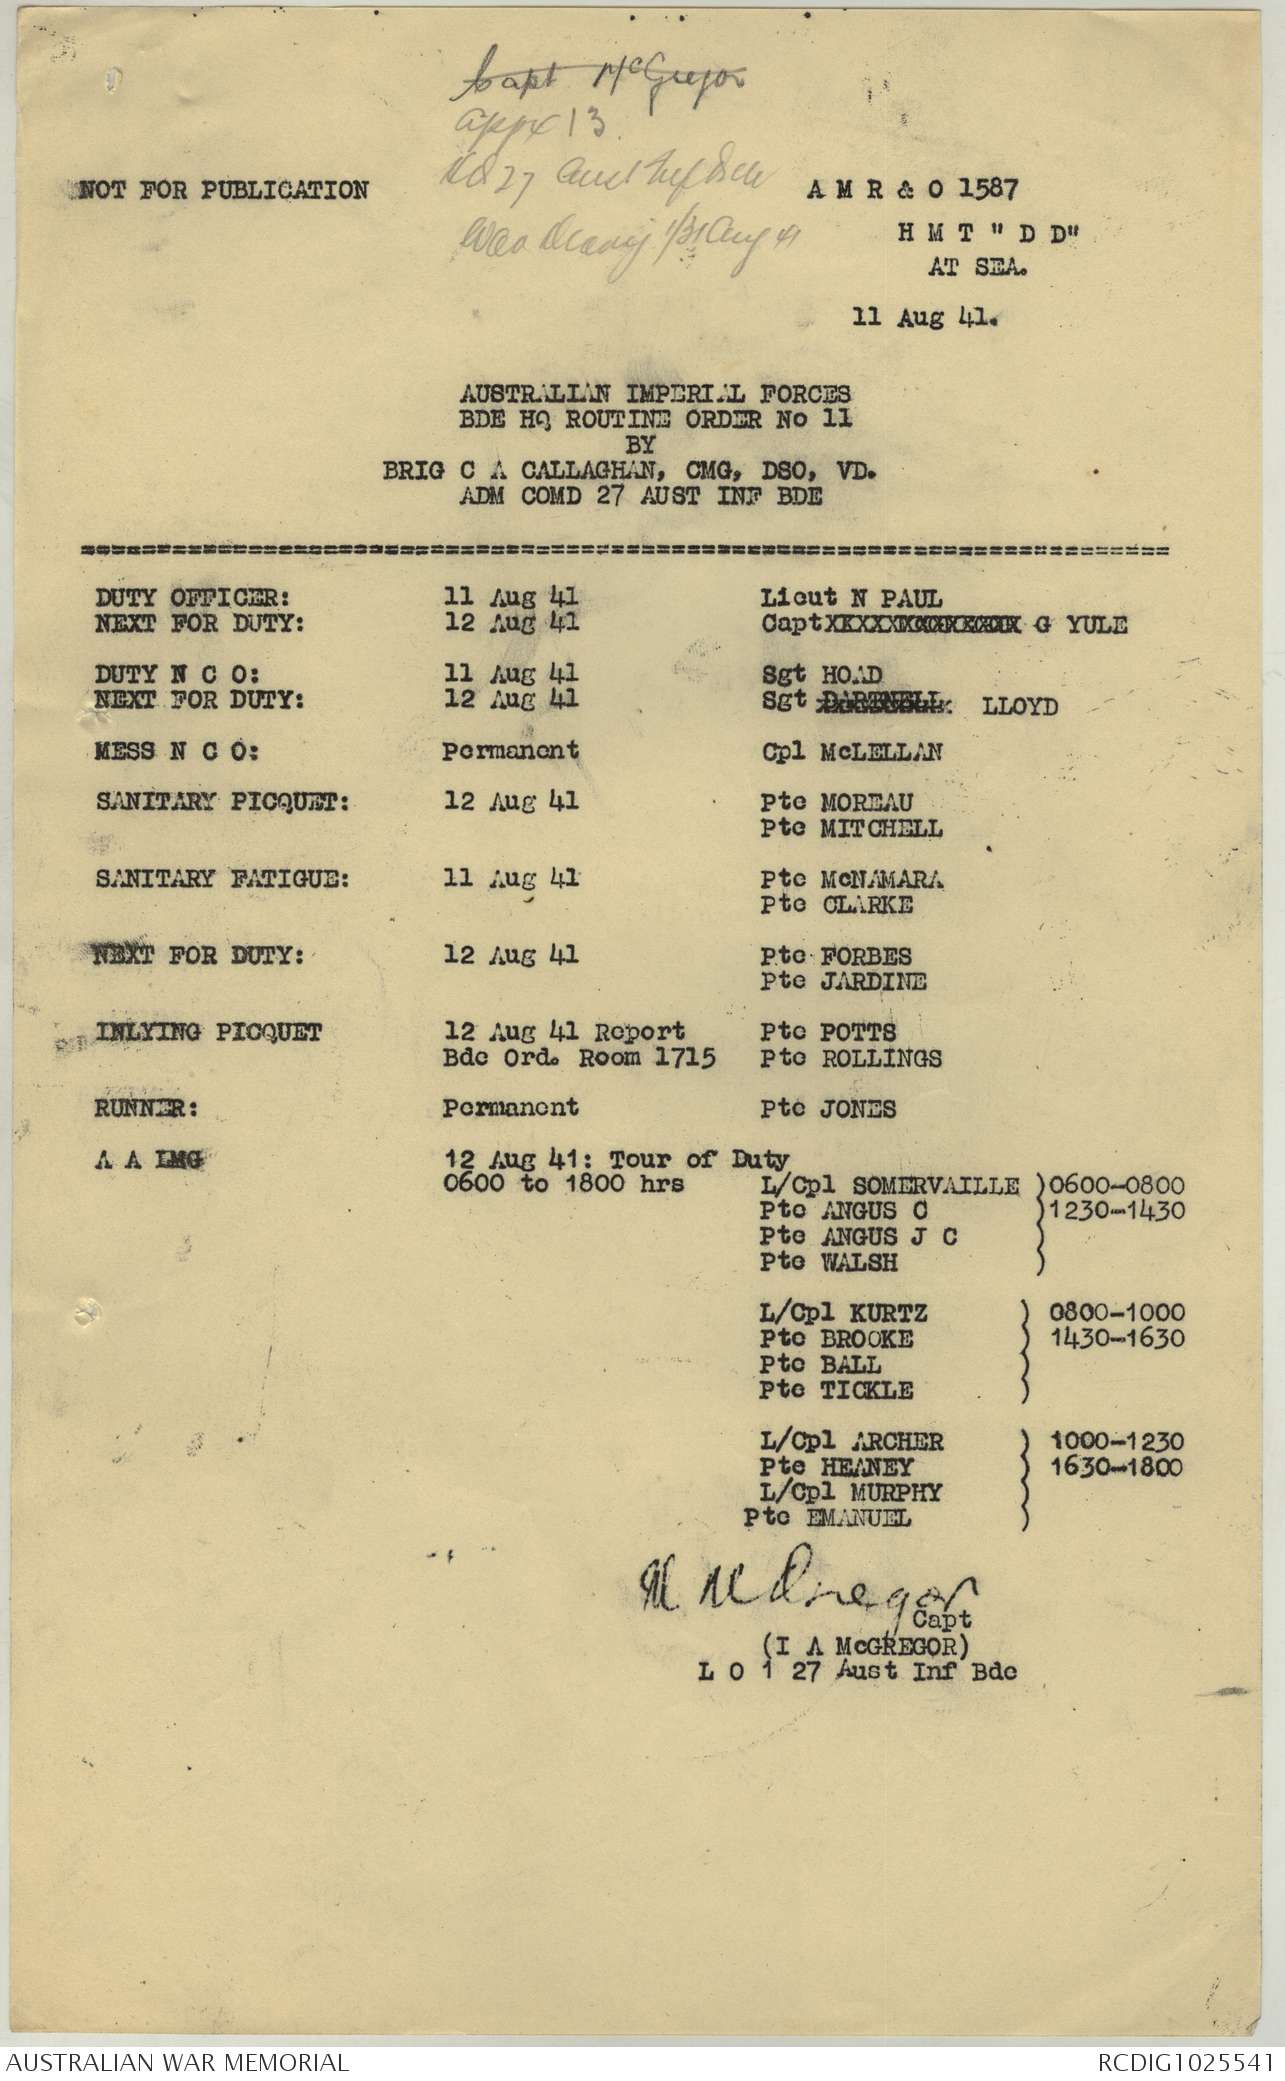 Capt McGregor
appx 13
HQ 27 Aust Inf Bde
War Diary 1/31 Aug 41
NOT FOR PUBLICATION    A M R & O 1587
H M T " D D"
AT SEA.
11 Aug 41.
AUSTRALIAN IMPERIAL FORCES
BDE HQ ROUTINE ORDER No 11
BY
BRIG C A CALLAGHAN, CMG, DSO, VD.
ADM COMD 27 AUST INF BDE
DUTY OFFICER:    11 Aug 41    Lieut N PAUL
NEXT FOR DUTY:    12 Aug 41    Capt G YULE
DUTY N C O:    11 Aug 41    Sgt HOAD
NEXT FOR DUTY:    12 Aug 41    Sgt DARTNELL LLOYD
MESS N C O:    Permanent    Cpl McLELLAN
SANITARY PICQUET:    12 Aug 41    Pte MOREAU
Pte MITCHELL
SANITARY FATIGUE:    11 Aug 41    Pte McNAMARA
Pte CLARKE
NEXT FOR DUTY:    12 Aug 41    Pte FORBES
Pte JARDINE
INLYING PICQUET    12 Aug 41 Report    Pte POTTS
Bde Ord. Room 1715    Pte ROLLINGS
RUNNER:    Permanent    Pte JONES
A A LMG    12 Aug 41: Tour of Duty
0600 to 1800 hrs    L/Cpl SOMERVAILLE )0600-0800
Pte ANGUS C )1230-1430
Pte ANGUS J C )
Pte WALSH )
L/Cpl KURTZ ) 0800-1000
Pte BROOKE ) 1430-1630
Pte BALL )
Pte TICKLE )
L/Cpl ARCHER ) 1000-1230
Pte HEANEY ) 1630-1800
L/Cpl MURPHY )
Pte EMANUEL )
McGregor
Capt
(I A McGREGOR)
L O 1 27 Aust Inf Bde
AUSTRALIAN WAR MEMORIAL    RCDIG1025541